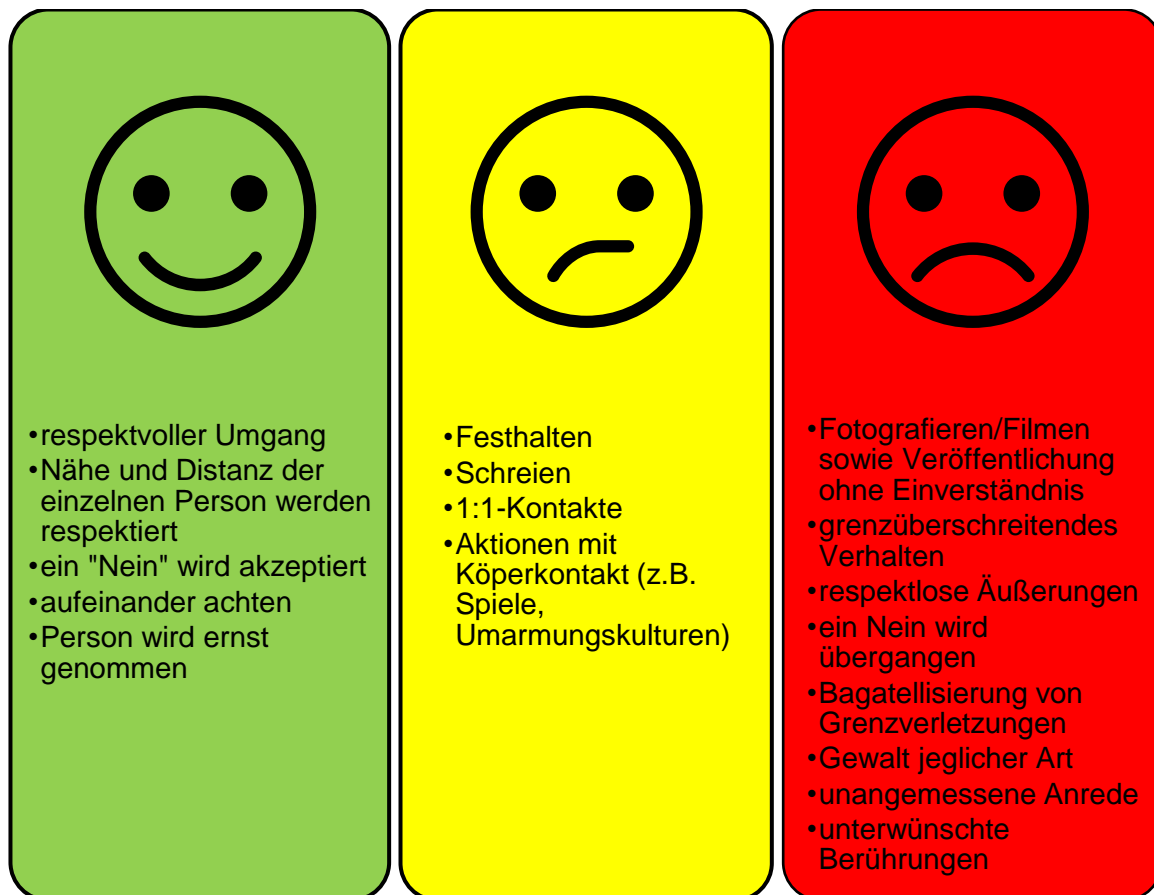 •respektvoller Umgang
•Nähe und Distanz der
einzelnen Person werden
respektiert
•ein "Nein" wird akzeptiert
•aufeinander achten
•Person wird ernst
genommen
•Festhalten
•Schreien
•1:1-Kontakte
•Aktionen mit
Köperkontakt (z.B.
Spiele,
Umarmungskulturen)
•Fotografieren/Filmen
sowie Veröffentlichung
ohne Einverständnis
•grenzüberschreitendes
Verhalten
•respektlose Äußerungen
•ein Nein wird
übergangen
•Bagatellisierung von
Grenzverletzungen
•Gewalt jeglicher Art
•unangemessene Anrede
•unterwünschte
Berührungen